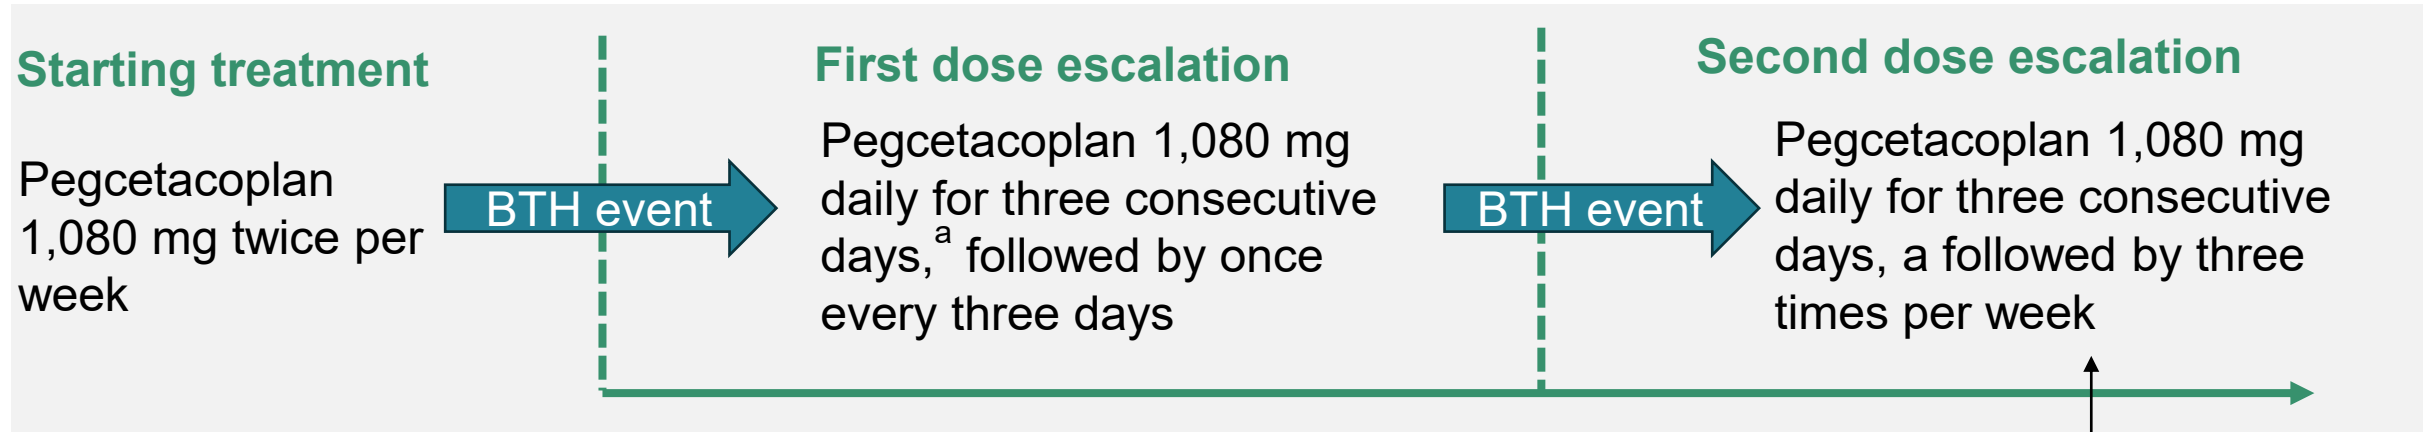 Starting treatment
Pegcetacoplan
1,080 mg twice per
week
BTH event
First dose escalation
Pegcetacoplan 1,080 mg
daily for three consecutive
days,a followed by once
every three days
BTH event
Second dose escalation
Pegcetacoplan 1,080 mg
daily for three consecutive
days, a followed by three
times per week